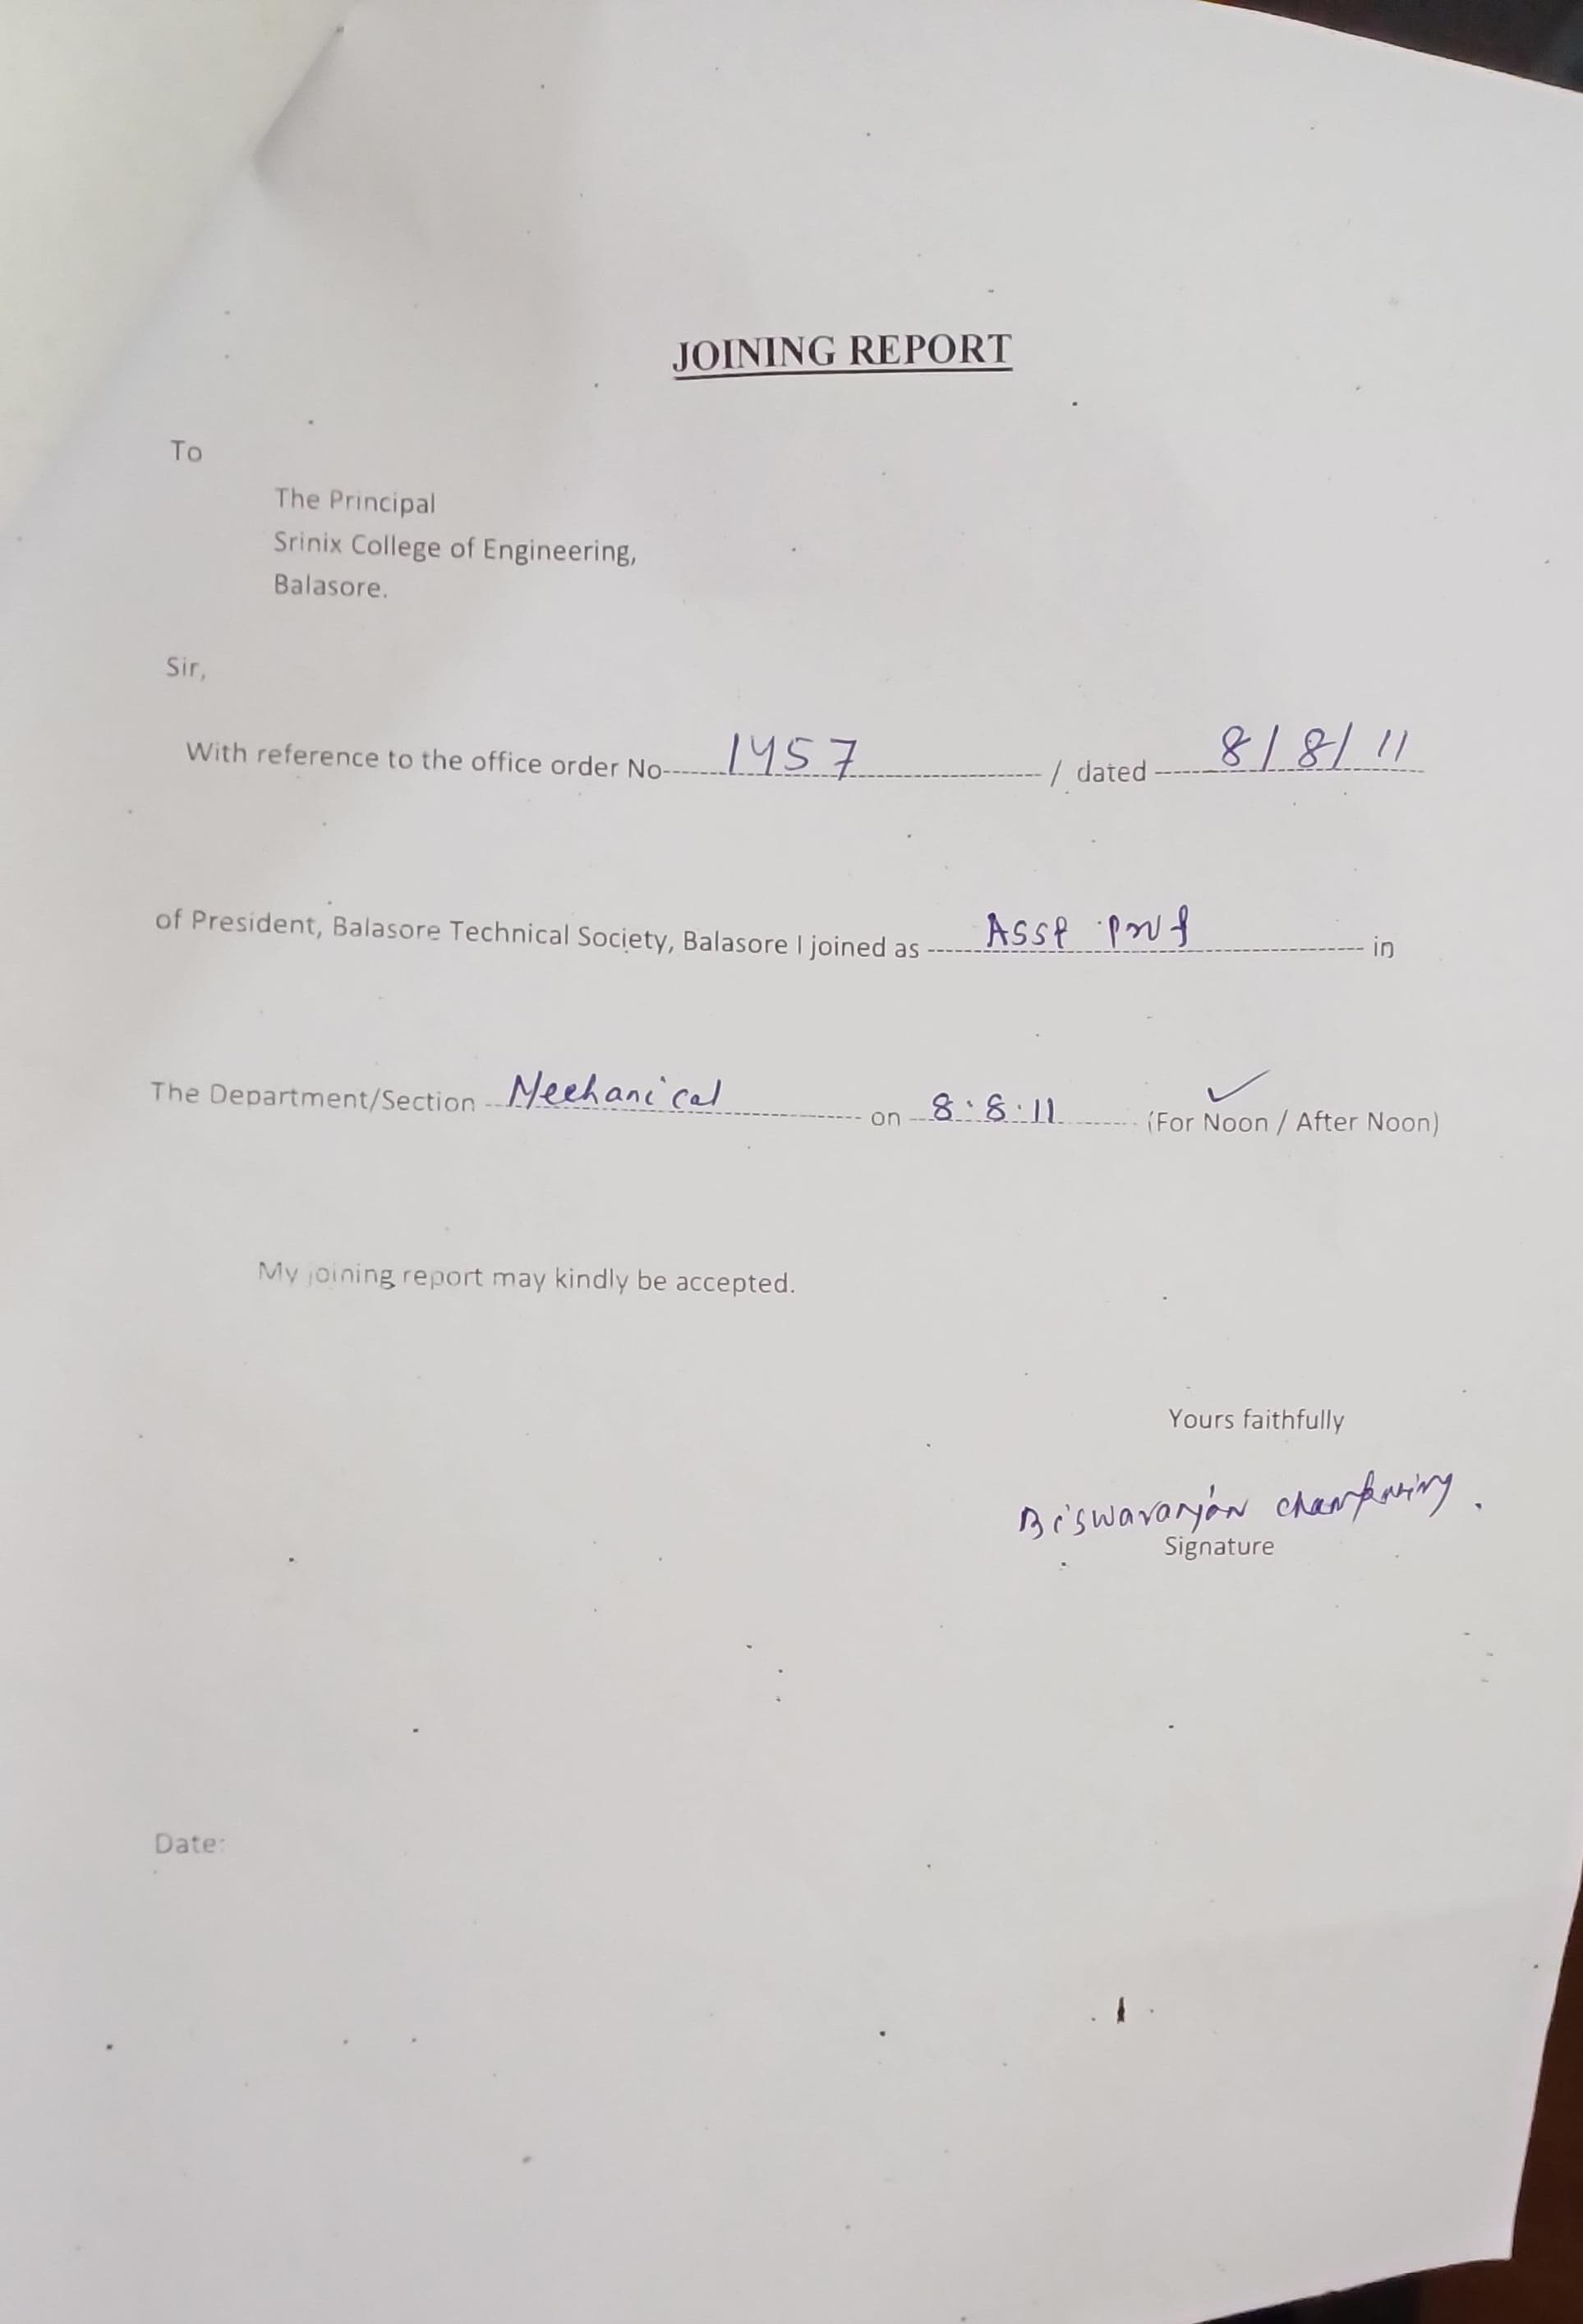 JOINING REPORT
To
The Principal
Srinix College of Engineering,
Balasore.
Sir,
With reference to the office order No 1457 / dated 8/8/11
of President, Balasore Technical Society, Balasore I joined as Asst Prof in
The Department/Section Mechanical on 8.8.11 (For Noon / After Noon)
My joining report may kindly be accepted.
Yours faithfully
Biswaranjan
Signature
Date: